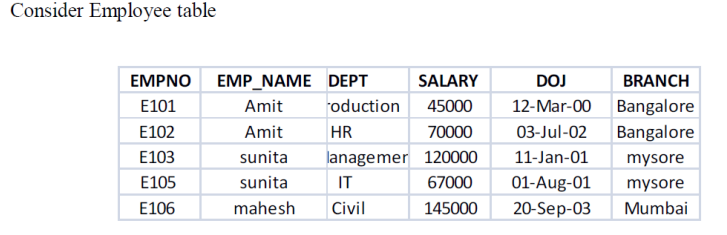 Consider Employee table
EMPNO EMP_NAME DEPT SALARY DOJ BRANCH
E101 Amit roduction 45000 12-Mar-00 Bangalore
E102 Amit HR 70000 03-Jul-02 Bangalore
E103 sunita lanagemer 120000 11-Jan-01 mysore
E105 sunita IT 67000 01-Aug-01 mysore
E106 mahesh Civil 145000 20-Sep-03 Mumbai